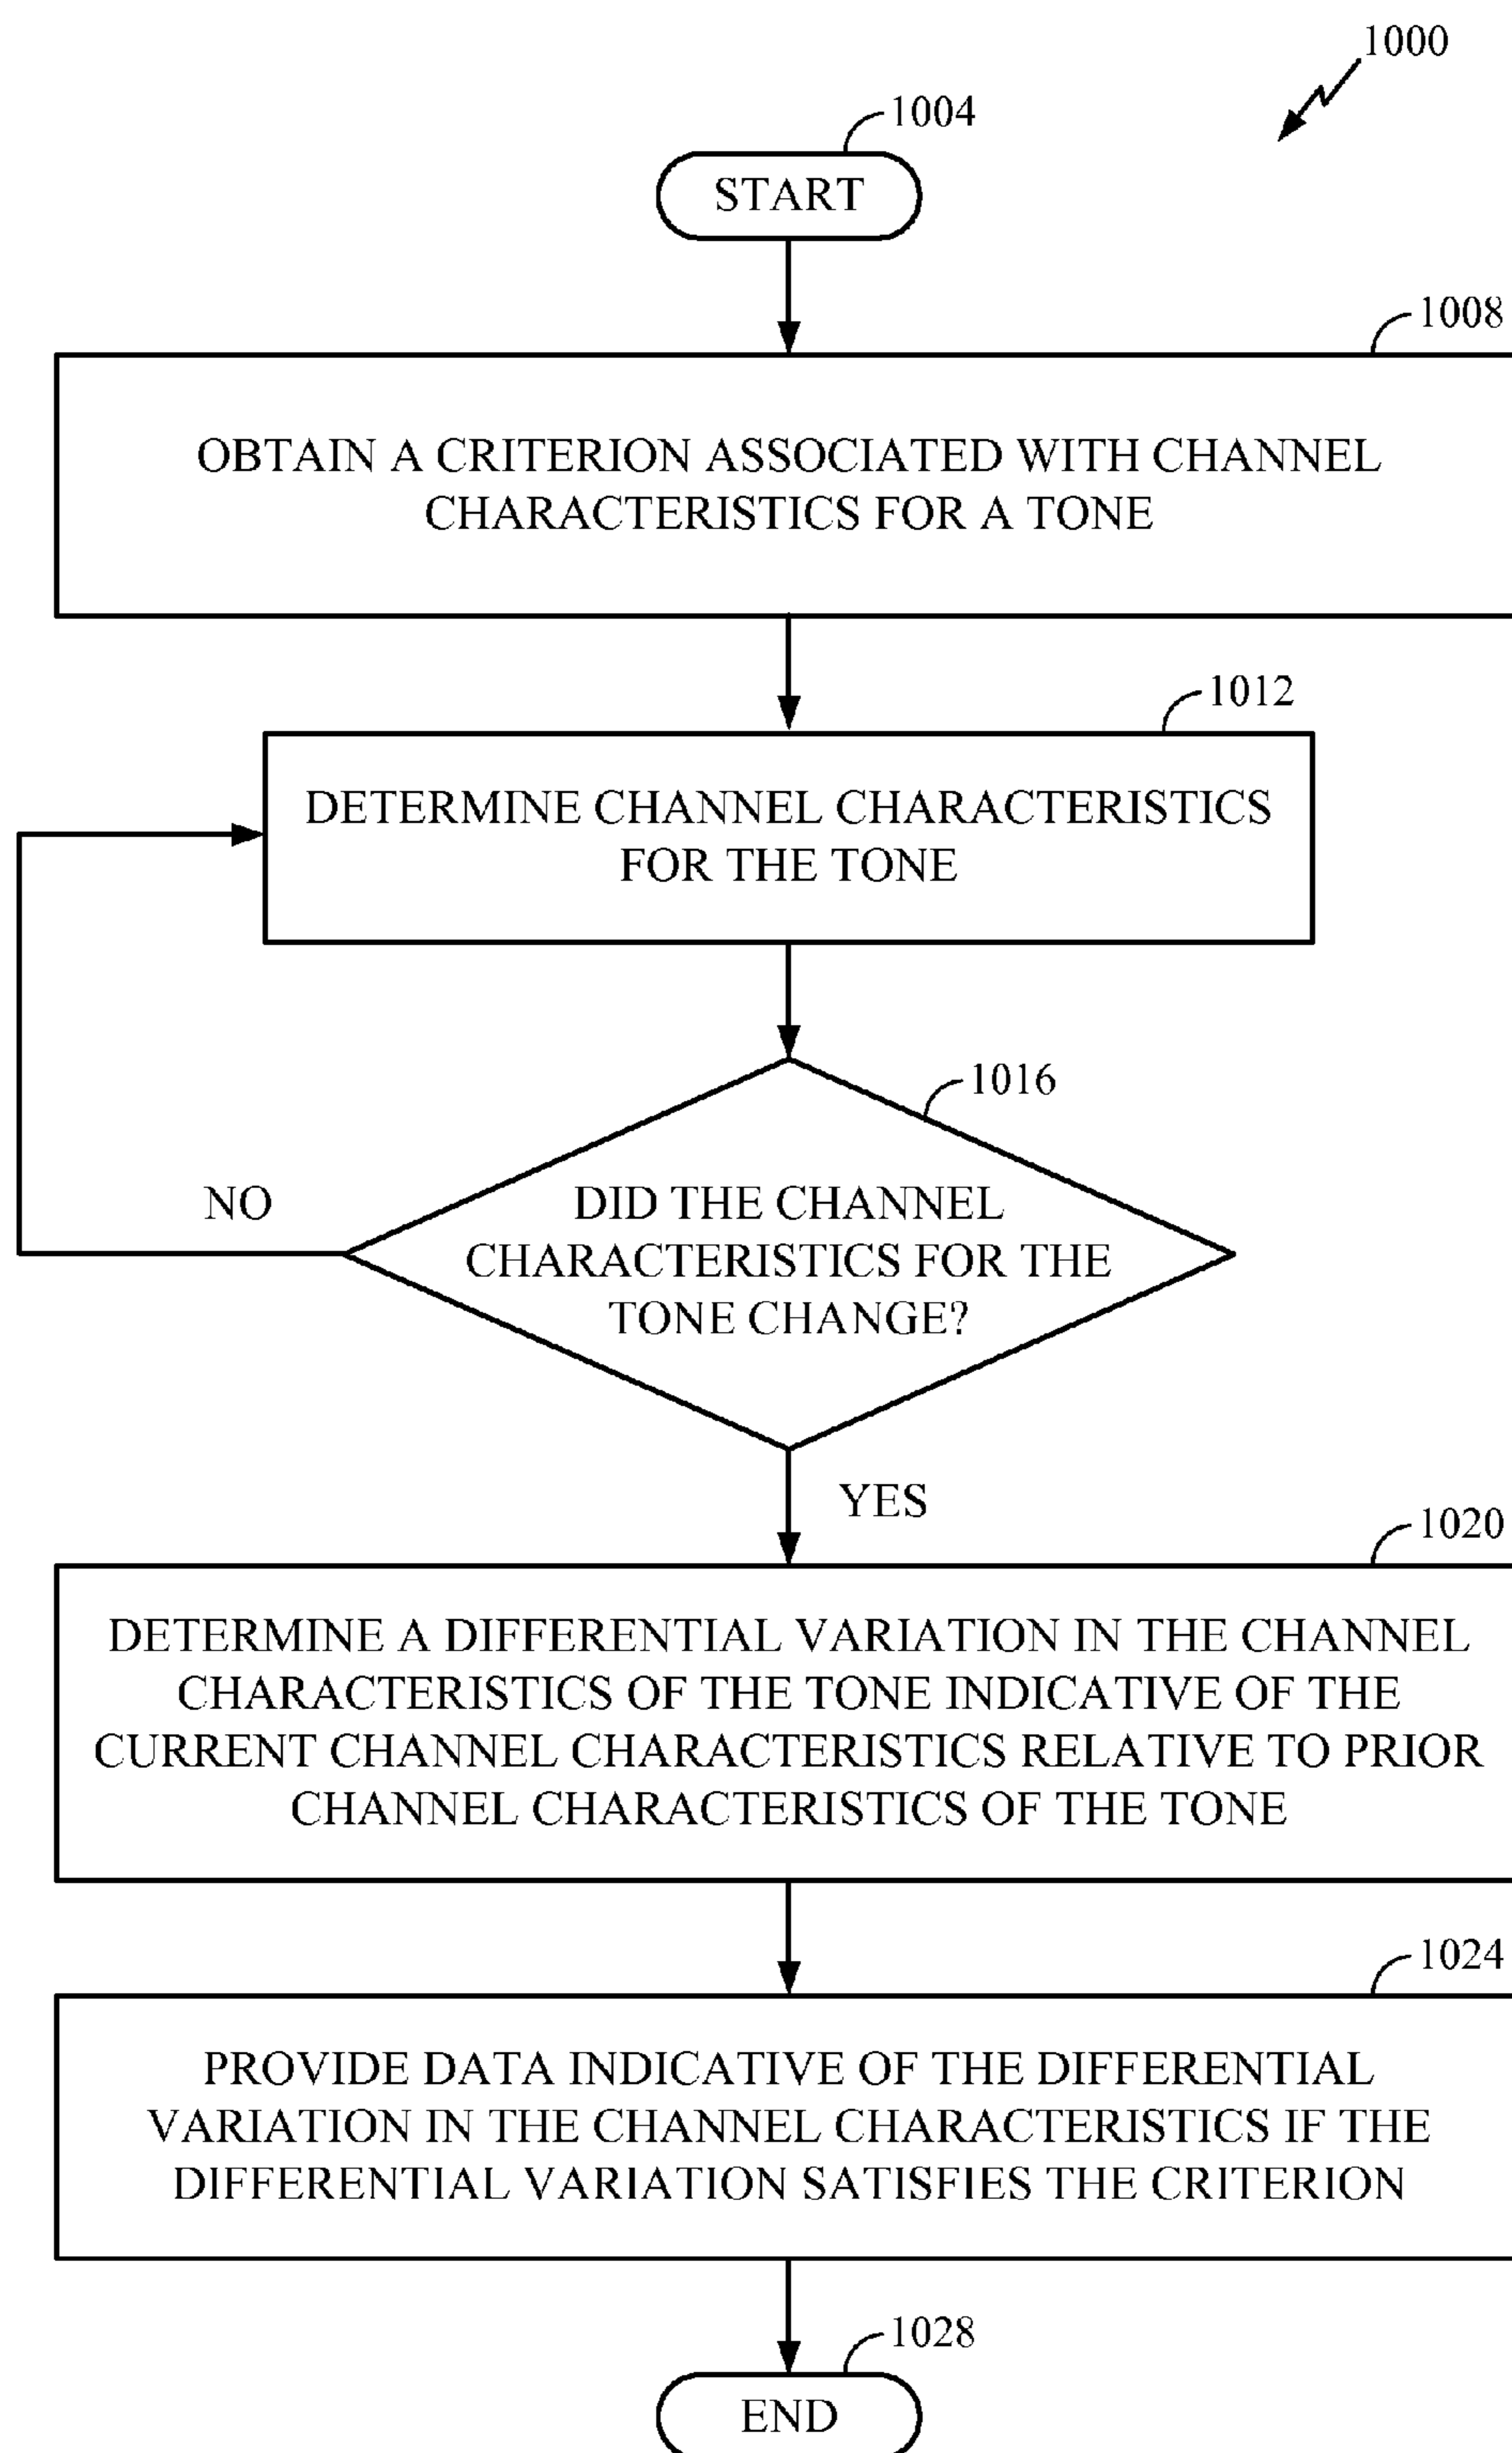 1000
1004
START
1008
OBTAIN A CRITERION ASSOCIATED WITH CHANNEL
CHARACTERISTICS FOR A TONE
1012
DETERMINE CHANNEL CHARACTERISTICS
FOR THE TONE
1016
NO
DID THE CHANNEL
CHARACTERISTICS FOR THE
TONE CHANGE?
YES
1020
DETERMINE A DIFFERENTIAL VARIATION IN THE CHANNEL
CHARACTERISTICS OF THE TONE INDICATIVE OF THE
CURRENT CHANNEL CHARACTERISTICS RELATIVE TO PRIOR
CHANNEL CHARACTERISTICS OF THE TONE
1024
PROVIDE DATA INDICATIVE OF THE DIFFERENTIAL
VARIATION IN THE CHANNEL CHARACTERISTICS IF THE
DIFFERENTIAL VARIATION SATISFIES THE CRITERION
1028
END